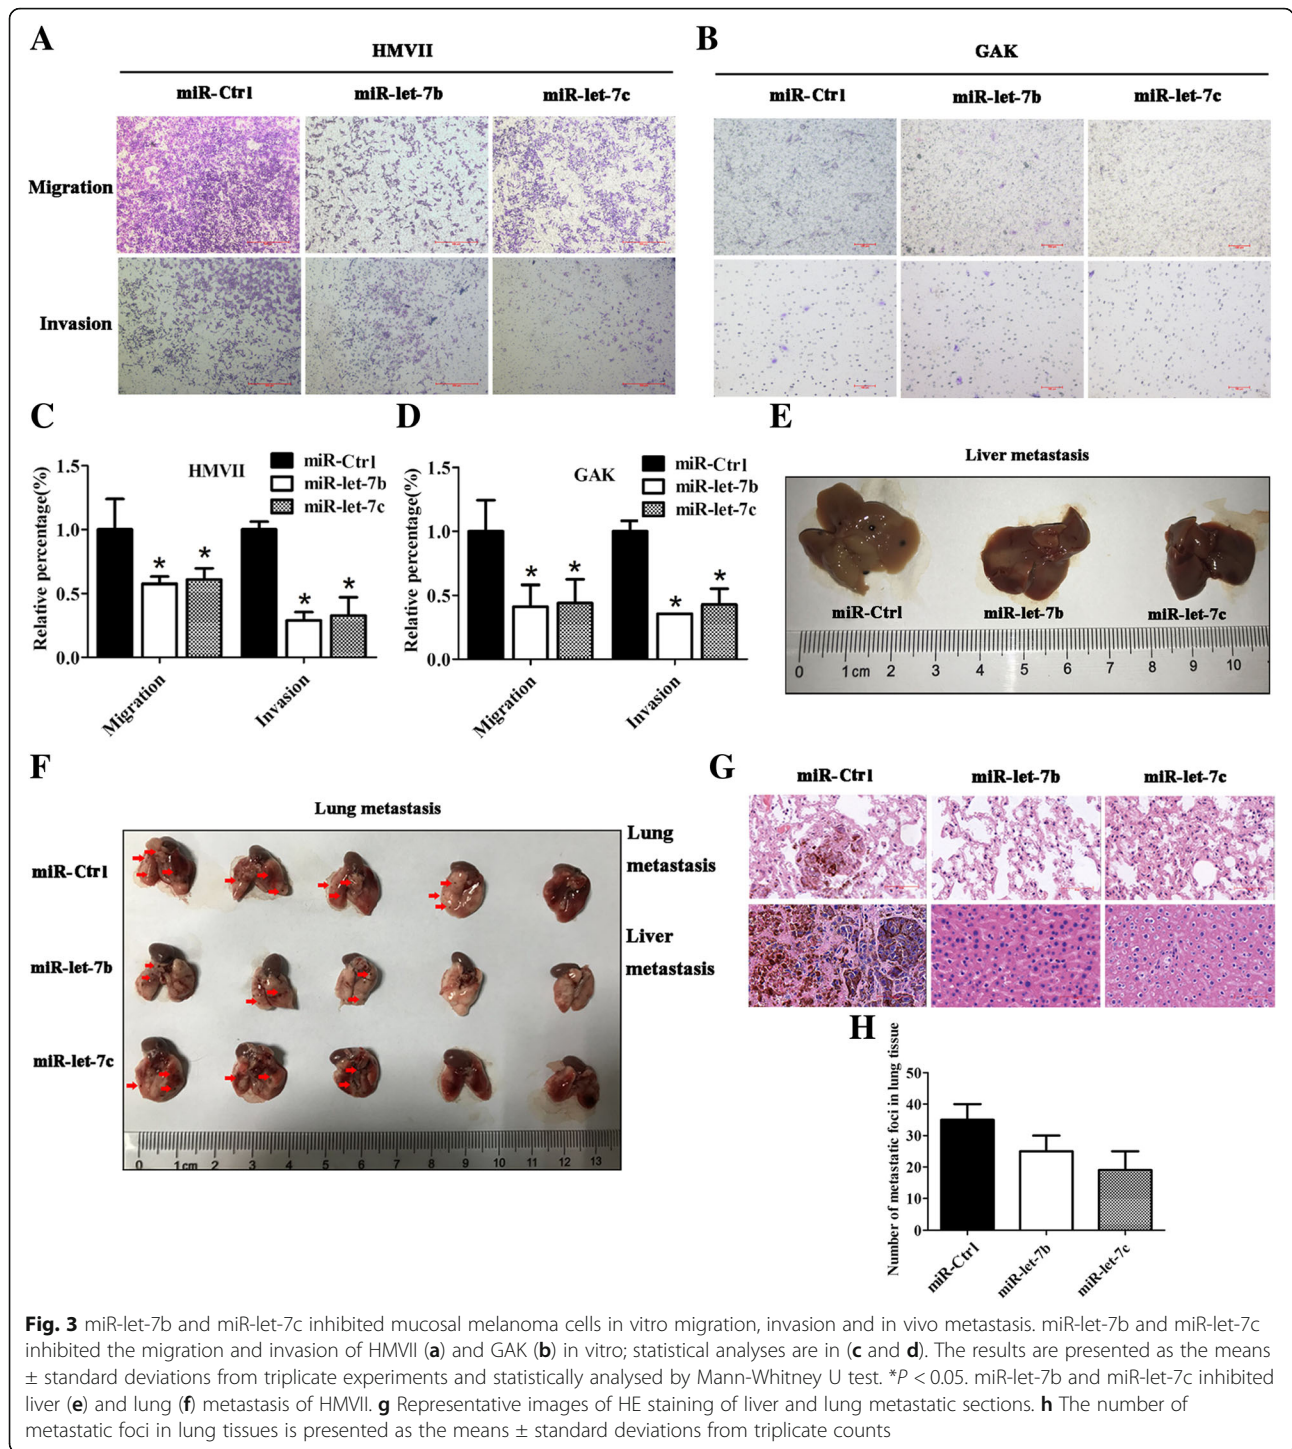 A
HMVII
miR-Ctrl miR-let-7b miR-let-7c
Migration
Invasion
B
GAK
miR-Ctrl miR-let-7b miR-let-7c
C
Relative percentage(%)
1.5
1.0
0.5
0.0
HMVII
miR-Ctrl
miR-let-7b
miR-let-7c
* *
* *
Migration
Invasion
D
Relative percentage(%)
1.5
1.0
0.5
0.0
GAK
miR-Ctrl
miR-let-7b
miR-let-7c
* *
* *
Migration
Invasion
E
Liver metastasis
miR-Ctrl miR-let-7b miR-let-7c
0 1cm 2 3 4 5 6 7 8 9 10
F
Lung metastasis
miR-Ctrl
miR-let-7b
miR-let-7c
0 1cm 2 3 4 5 6 7 8 9 10 11 12 13
G
miR-Ctrl miR-let-7b miR-let-7c
Lung
metastasis
Liver
metastasis
H
Number of metastatic foci in lung tissue
50
40
30
20
10
0
miR-Ctrl
miR-let-7b
miR-let-7c
Fig. 3 miR-let-7b and miR-let-7c inhibited mucosal melanoma cells in vitro migration, invasion and in vivo metastasis. miR-let-7b and miR-let-7c
inhibited the migration and invasion of HMVII (a) and GAK (b) in vitro; statistical analyses are in (c and d). The results are presented as the means
± standard deviations from triplicate experiments and statistically analysed by Mann-Whitney U test. *P < 0.05. miR-let-7b and miR-let-7c inhibited
liver (e) and lung (f) metastasis of HMVII. g Representative images of HE staining of liver and lung metastatic sections. h The number of
metastatic foci in lung tissues is presented as the means ± standard deviations from triplicate counts